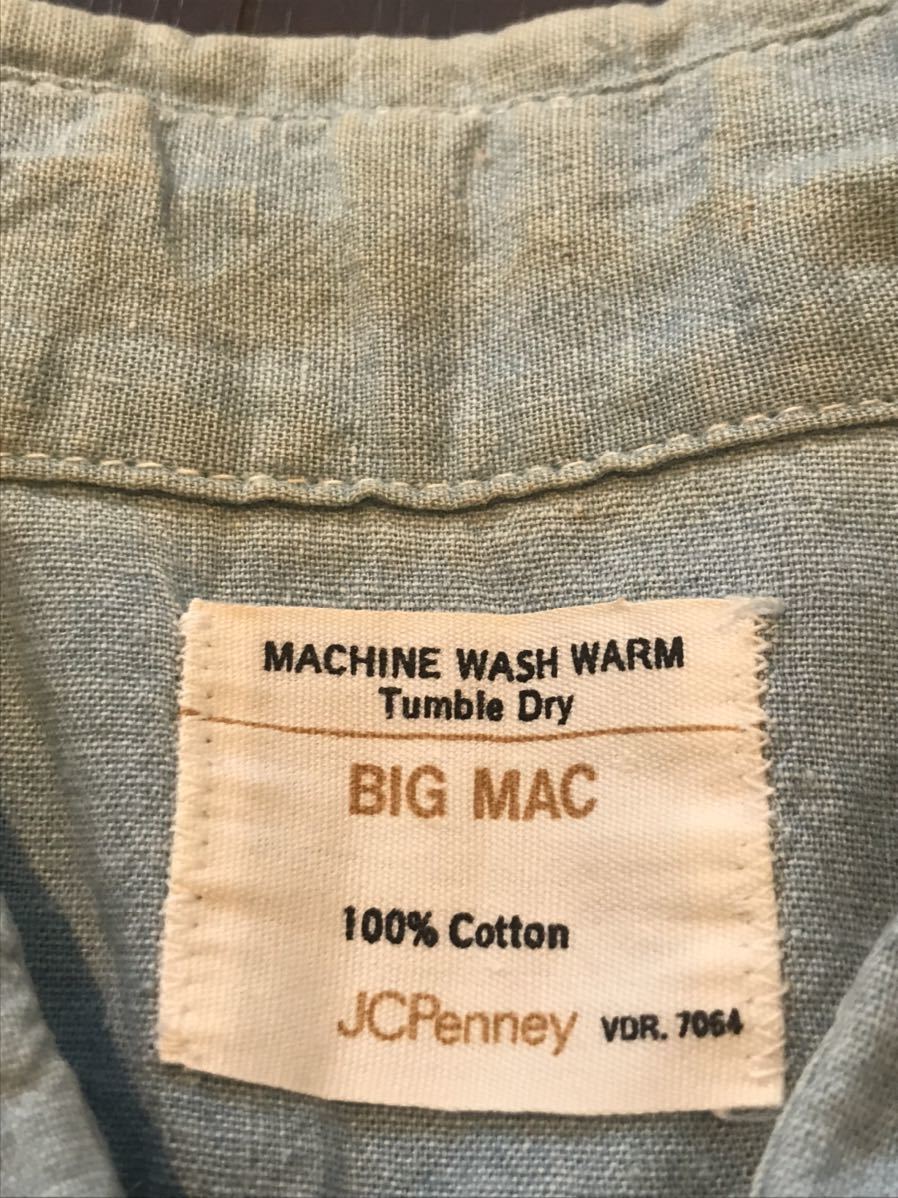 MACHINE WASH WARM
Tumble Dry
BIG MAC
100% Cotton
JCPenney VDR. 7064